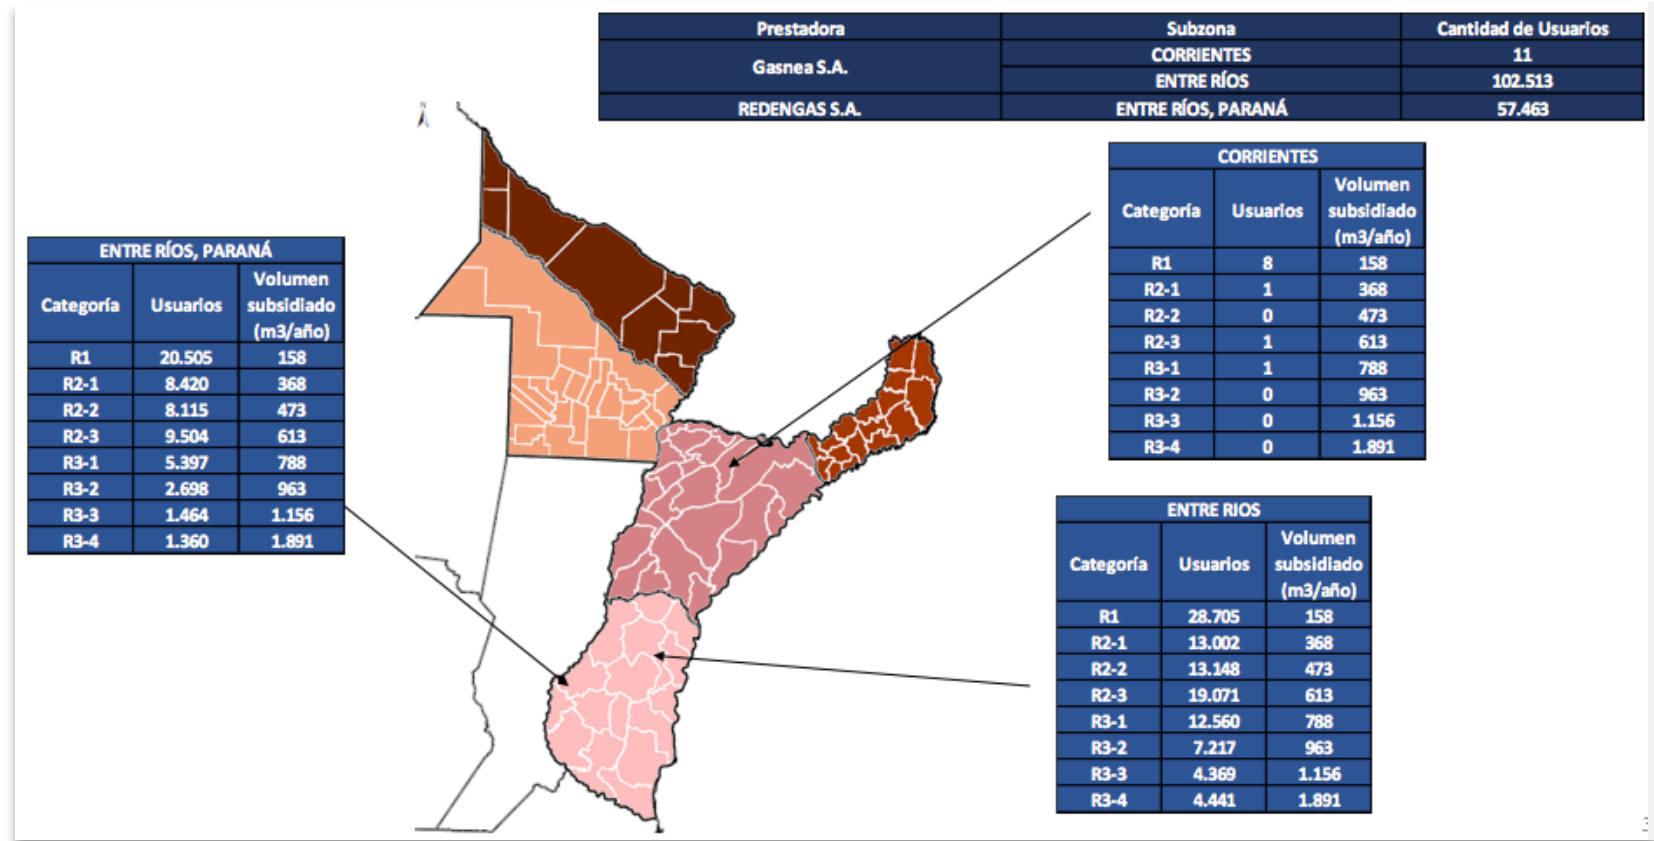 Prestadora Subzona Cantidad de Usuarios
Gasnea S.A. CORRIENTES 11
ENTRE RÍOS 102.513
REDENGAS S.A. ENTRE RÍOS, PARANÁ 57.463
N
ENTRE RÍOS, PARANÁ
Categoría Usuarios Volumen subsidiado (m3/año)
R1 20.505 158
R2-1 8.420 368
R2-2 8.115 473
R2-3 9.504 613
R3-1 5.397 788
R3-2 2.698 963
R3-3 1.464 1.156
R3-4 1.360 1.891
CORRIENTES
Categoría Usuarios Volumen subsidiado (m3/año)
R1 8 158
R2-1 1 368
R2-2 0 473
R2-3 1 613
R3-1 1 788
R3-2 0 963
R3-3 0 1.156
R3-4 0 1.891
ENTRE RIOS
Categoría Usuarios Volumen subsidiado (m3/año)
R1 28.705 158
R2-1 13.002 368
R2-2 13.148 473
R2-3 19.071 613
R3-1 12.560 788
R3-2 7.217 963
R3-3 4.369 1.156
R3-4 4.441 1.891